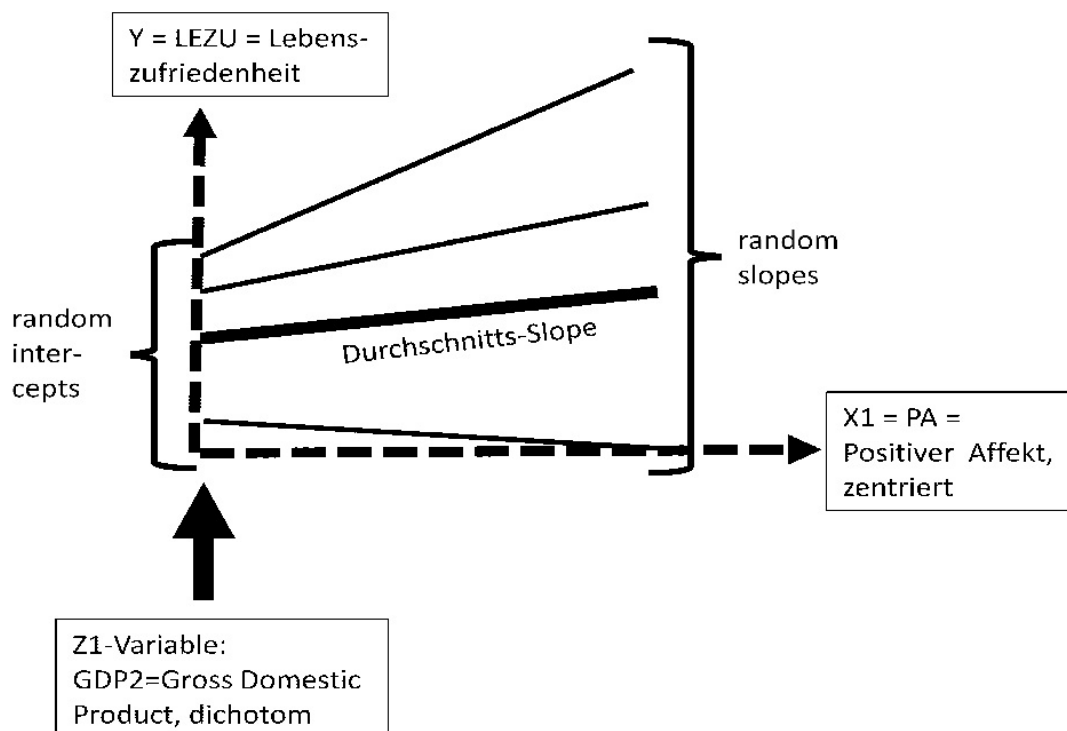 Y = LEZU = Lebens-
zufriedenheit
random
slopes
random
inter-
cepts
Durchschnitts-Slope
X1 = PA =
Positiver Affekt,
zentriert
Z1-Variable:
GDP2=Gross Domestic
Product, dichotom